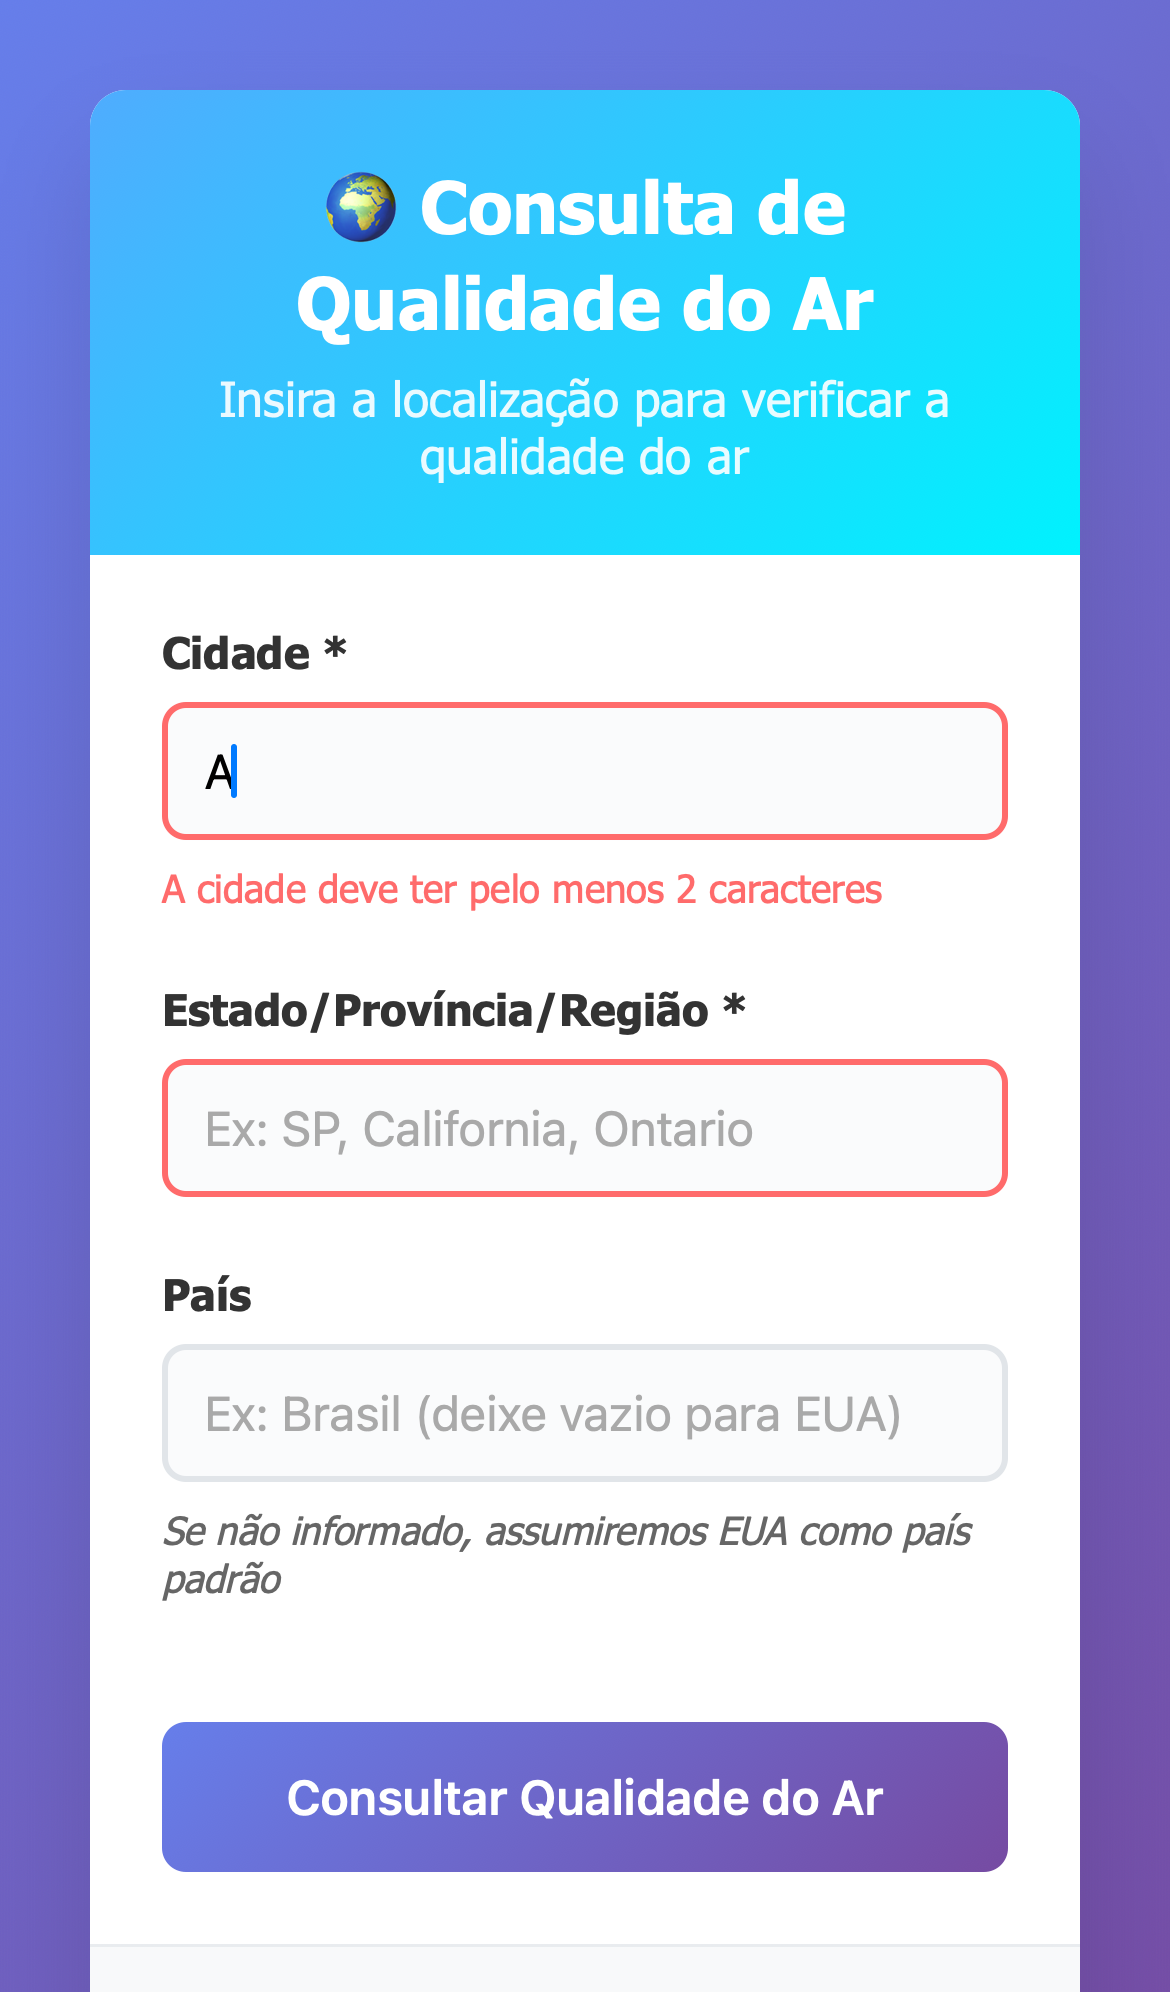 Consulta de
Qualidade do Ar
Insira a localização para verificar a
qualidade do ar
Cidade *
A
A cidade deve ter pelo menos 2 caracteres
Estado/Província/Região *
Ex: SP, California, Ontario
País
Ex: Brasil (deixe vazio para EUA)
Se não informado, assumiremos EUA como país
padrão
Consultar Qualidade do Ar